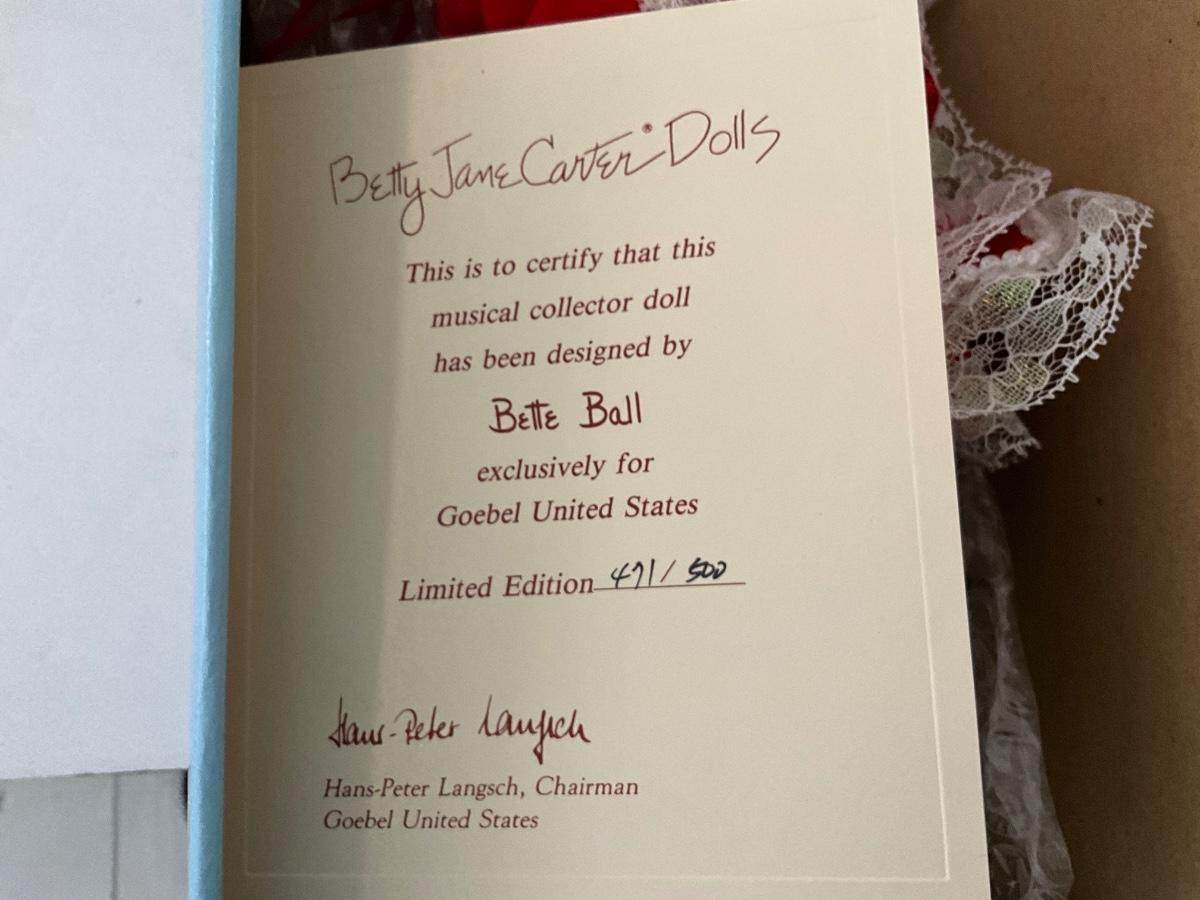 Betty Jane Carter® Dolls
This is to certify that this
musical collector doll
has been designed by
Bette Ball
exclusively for
Goebel United States
Limited Edition 471/500
Hans-Peter Langsch
Hans-Peter Langsch, Chairman
Goebel United States